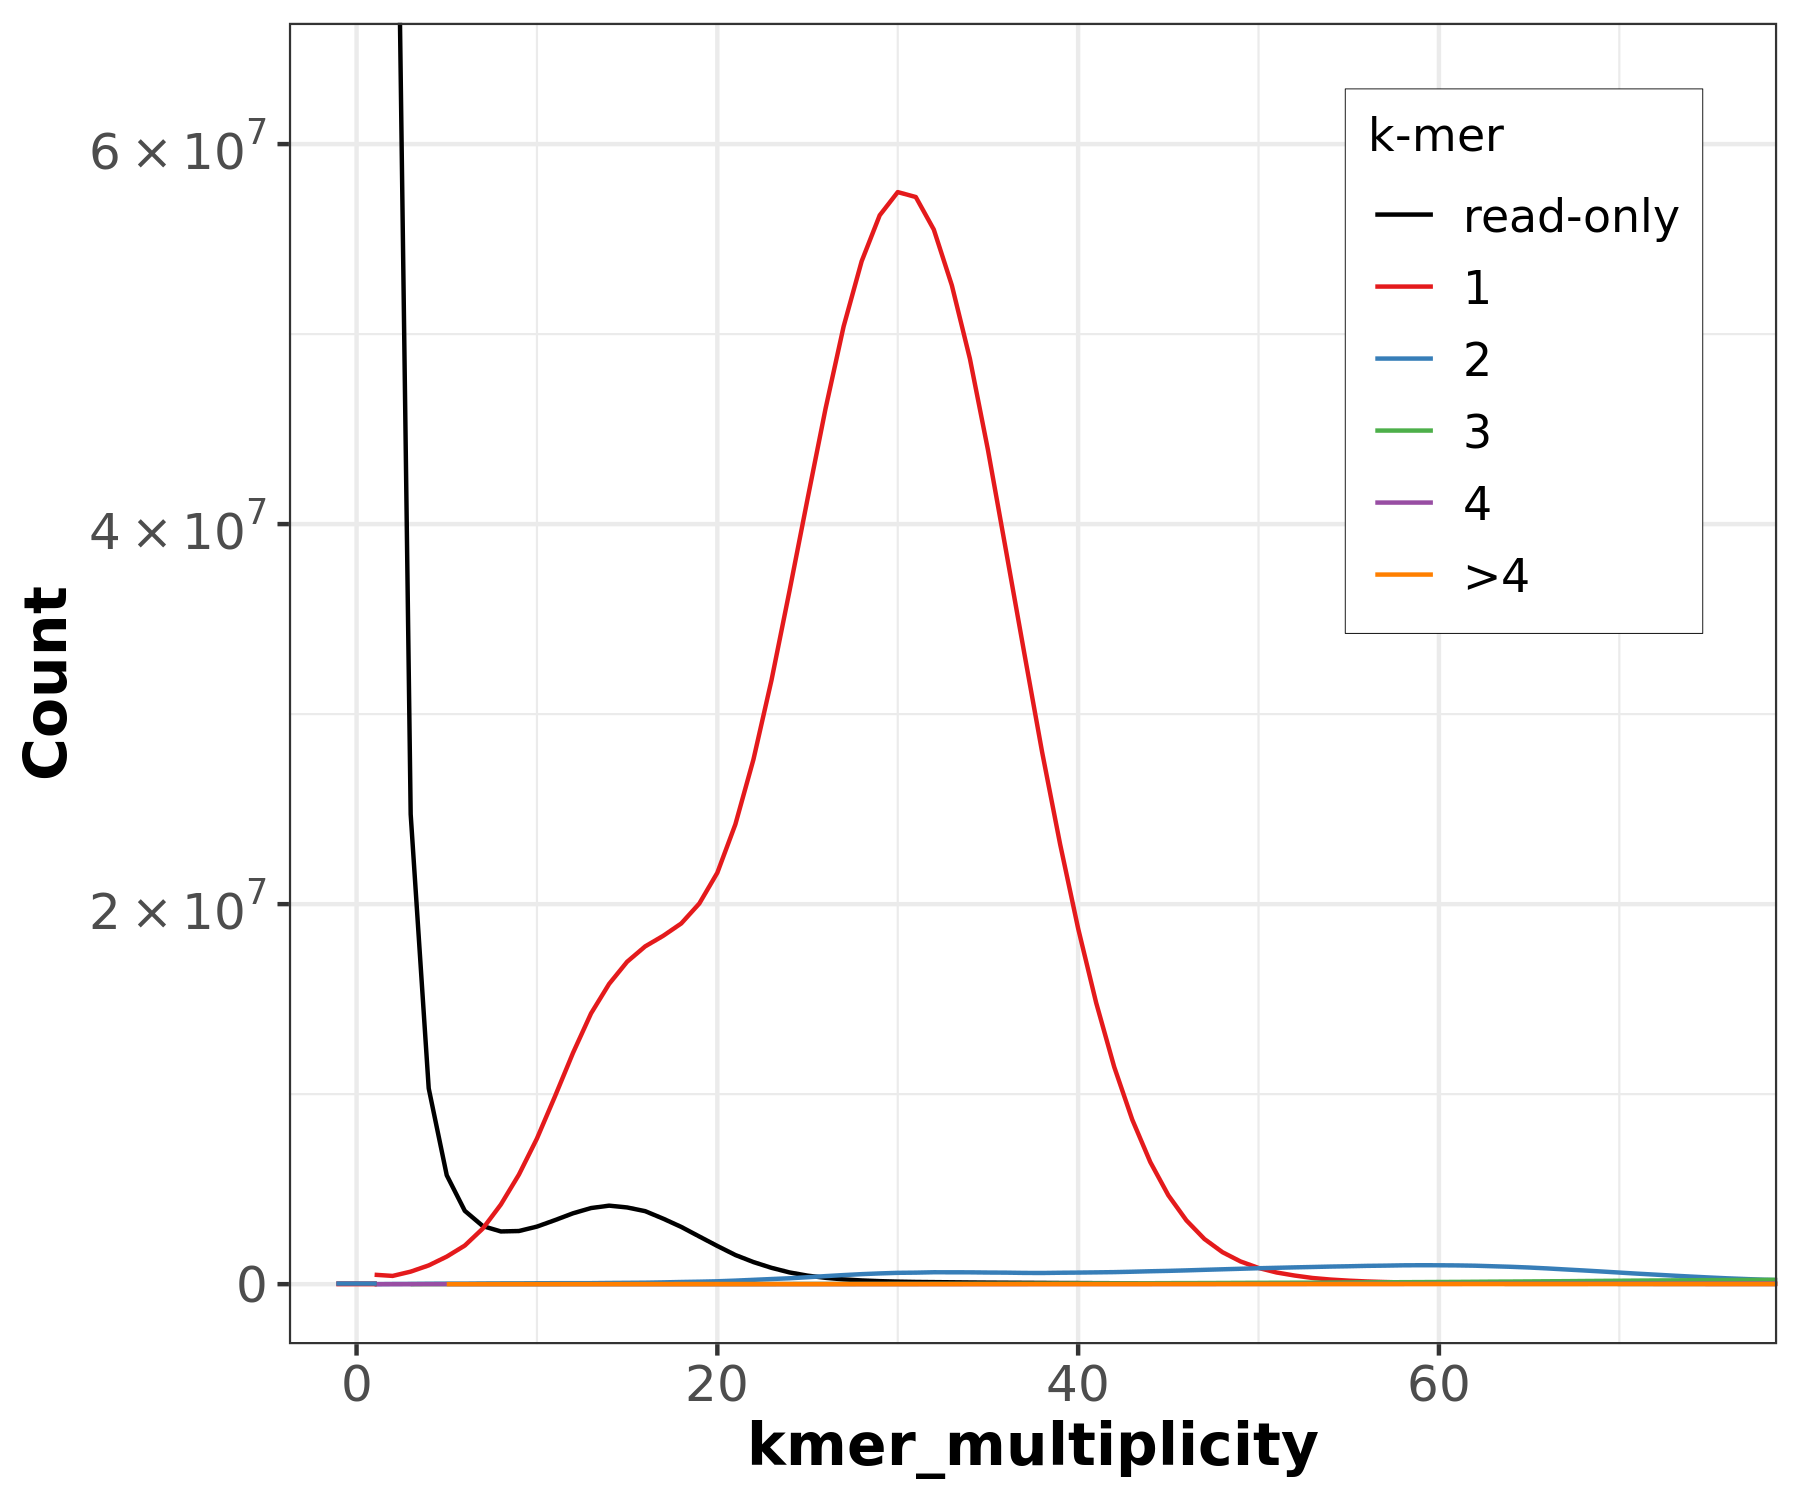 6 × 10⁷
4 × 10⁷
2 × 10⁷
0
Count
0 20 40 60
kmer_multiplicity
k-mer
read-only
1
2
3
4
>4